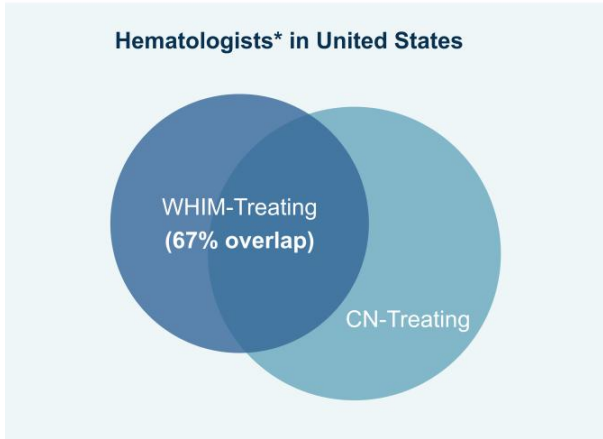 Hematologists* in United States
WHIM-Treating
(67% overlap)
CN-Treating